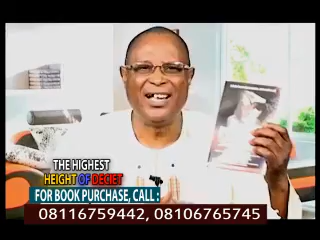 THE HIGHEST
HEIGHT OF DECIET
FOR BOOK PURCHASE, CALL :
08116759442, 08106765745